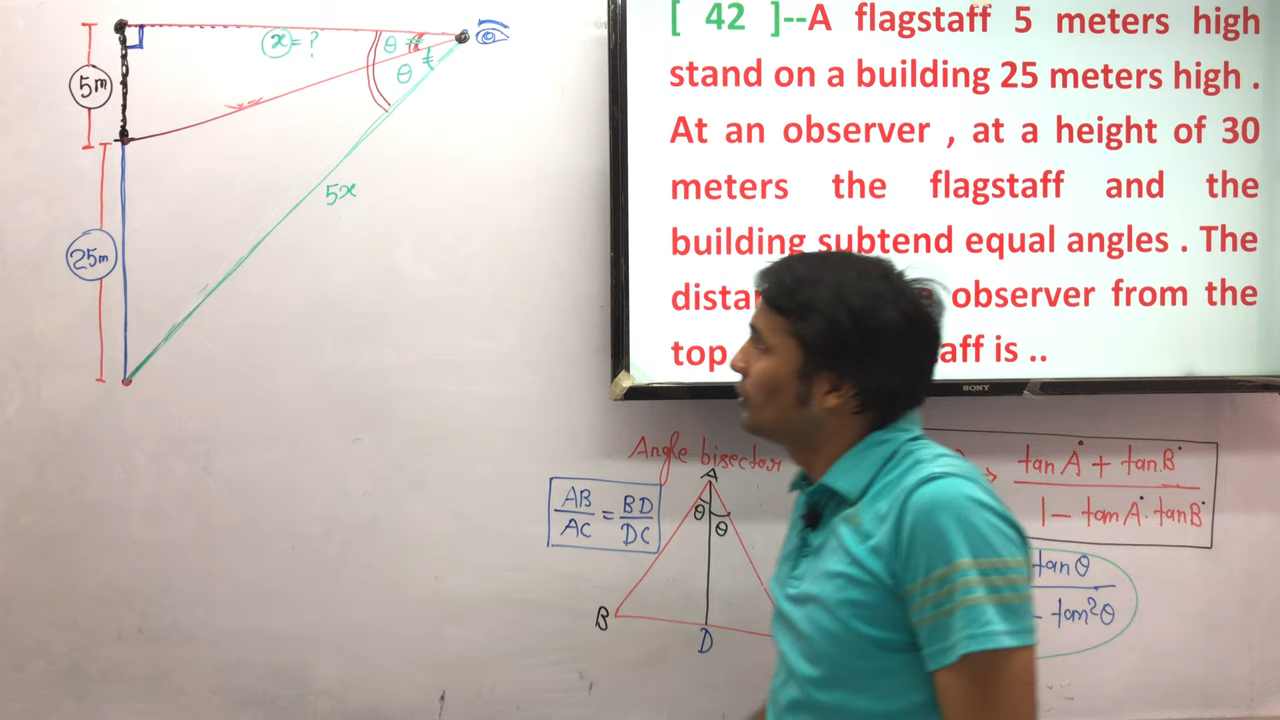 [ 42 ]--A flagstaff 5 meters high
stand on a building 25 meters high .
At an observer , at a height of 30
meters the flagstaff and the
building subtend equal angles . The
observer from the
top
is ..
SONY
x = ?
θ
θ
5m
5x
25m
Angle bisector
A
AB/AC = BD/DC
θ
θ
B
D
tan A + tan B
1 - tan A . tan B
tan θ
- tan²θ